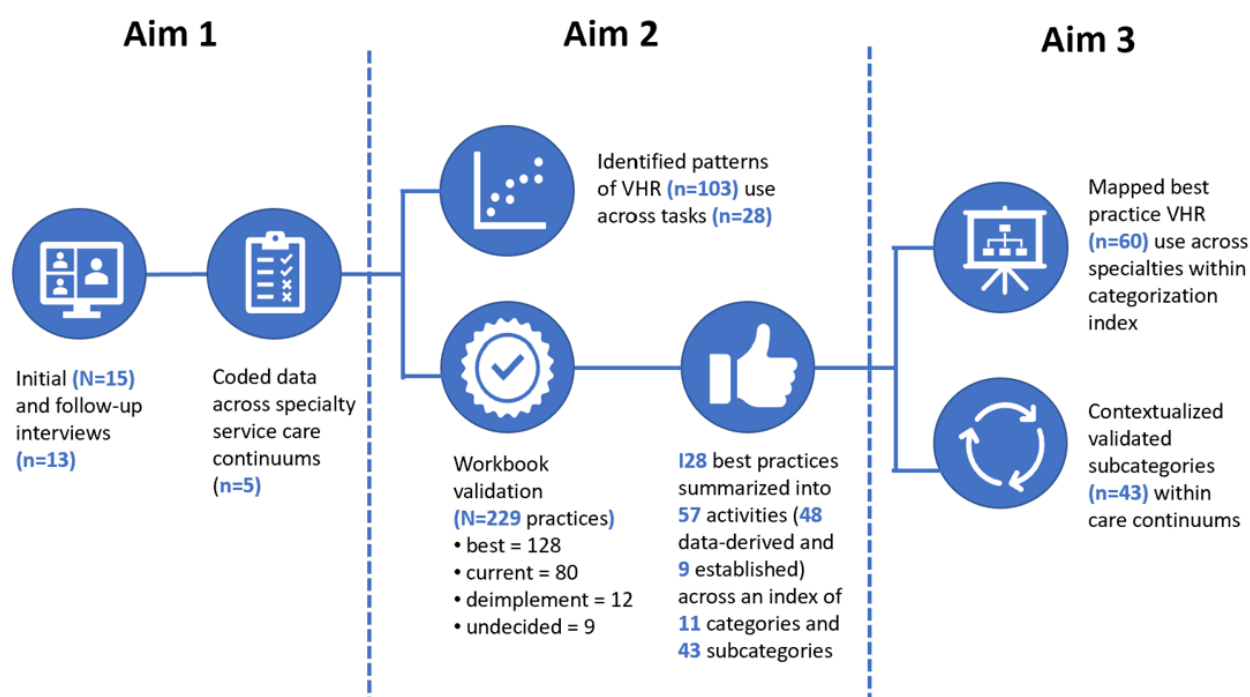 Aim 1
Initial (N=15)
and follow-up
interviews
(n=13)
Coded data
across specialty
service care
continuums
(n=5)
Aim 2
Identified patterns
of VHR (n=103) use
across tasks (n=28)
Workbook
validation
(N=229 practices)
• best = 128
• current = 80
• deimplement = 12
• undecided = 9
I28 best practices
summarized into
57 activities (48
data-derived and
9 established)
across an index of
11 categories and
43 subcategories
Aim 3
Mapped best
practice VHR
(n=60) use across
specialties within
categorization
index
Contextualized
validated
subcategories
(n=43) within
care continuums